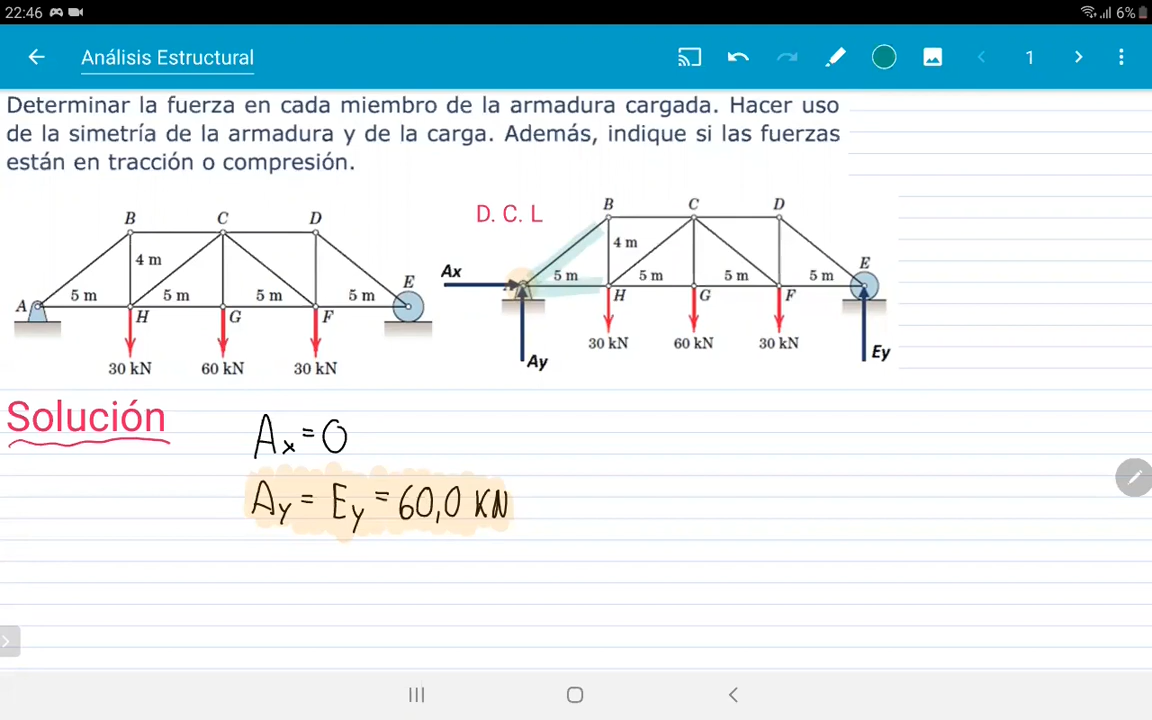 22:46
6%
Análisis Estructural
1
Determinar la fuerza en cada miembro de la armadura cargada. Hacer uso
de la simetría de la armadura y de la carga. Además, indique si las fuerzas
están en tracción o compresión.
B C D
4 m
A 5 m 5 m 5 m 5 m E
H G F
30 kN 60 kN 30 kN
D. C. L
B C D
4 m
Ax 5 m 5 m 5 m 5 m E
H G F
30 kN 60 kN 30 kN
Ay Ey
Solución
Ax = 0
Ay = Ey = 60,0 KN